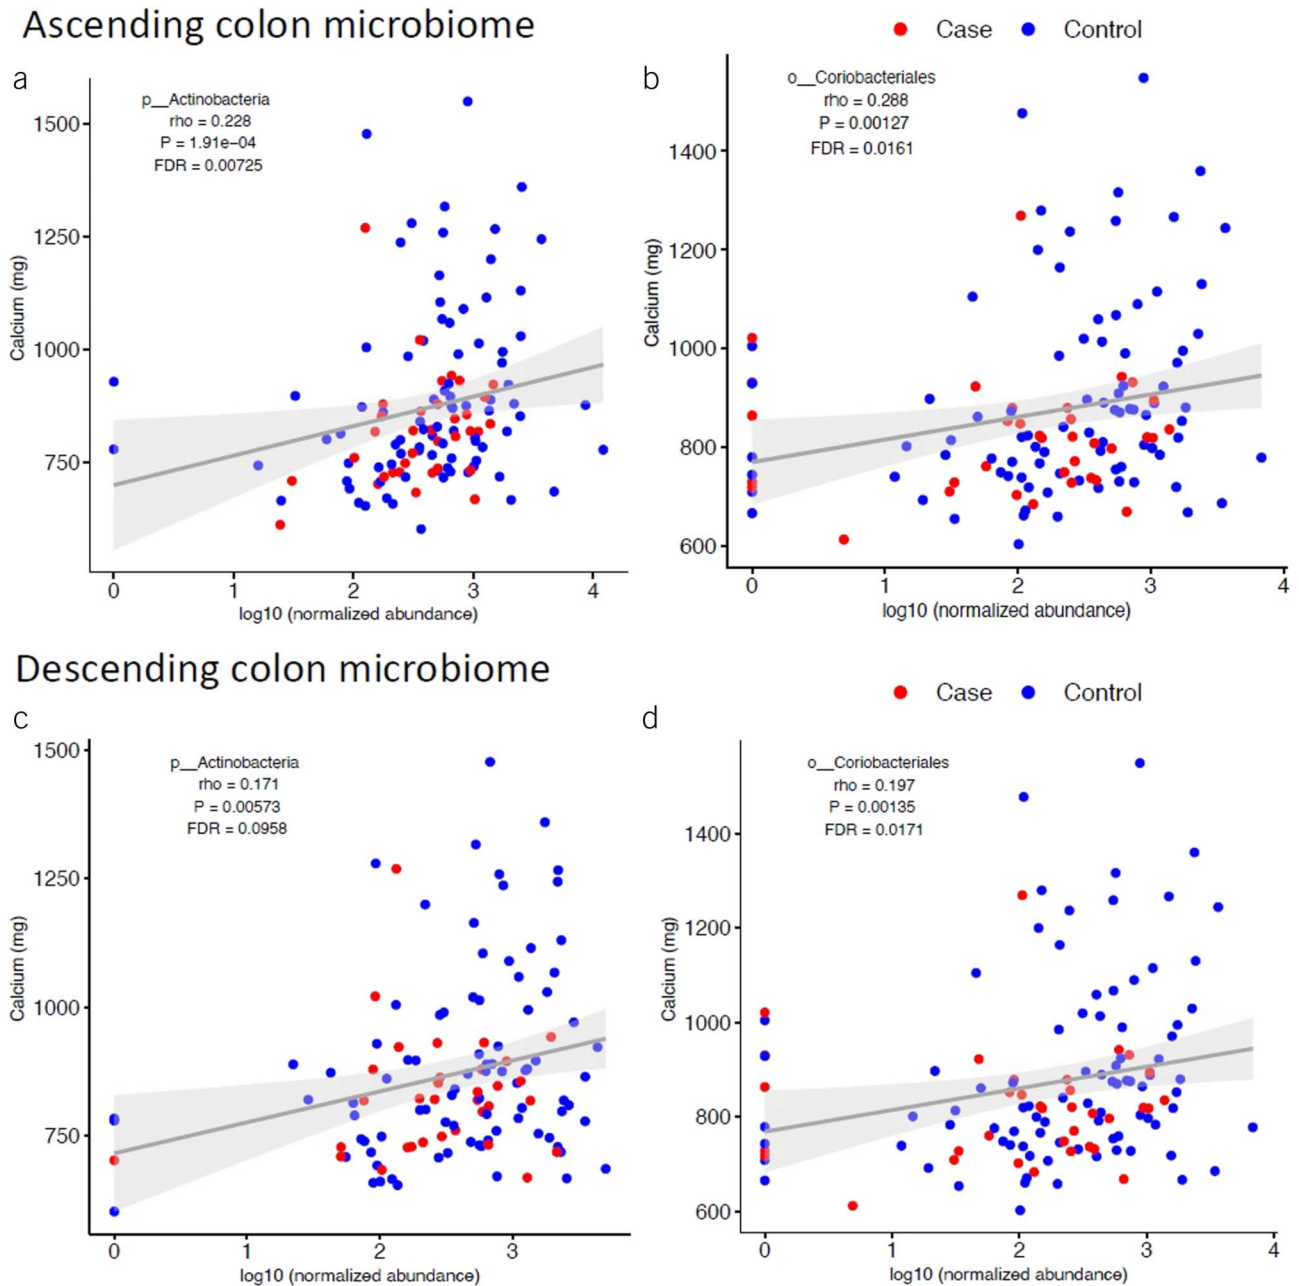 Ascending colon microbiome
Case Control
a
p__Actinobacteria
rho = 0.228
P = 1.91e−04
FDR = 0.00725
1500
1250
1000
750
Calcium (mg)
0 1 2 3 4
log10 (normalized abundance)
b
o__Coriobacteriales
rho = 0.288
P = 0.00127
FDR = 0.0161
1400
1200
1000
800
600
Calcium (mg)
0 1 2 3 4
log10 (normalized abundance)
Descending colon microbiome
Case Control
c
p__Actinobacteria
rho = 0.171
P = 0.00573
FDR = 0.0958
1500
1250
1000
750
Calcium (mg)
0 1 2 3
log10 (normalized abundance)
d
o__Coriobacteriales
rho = 0.197
P = 0.00135
FDR = 0.0171
1400
1200
1000
800
600
Calcium (mg)
0 1 2 3 4
log10 (normalized abundance)